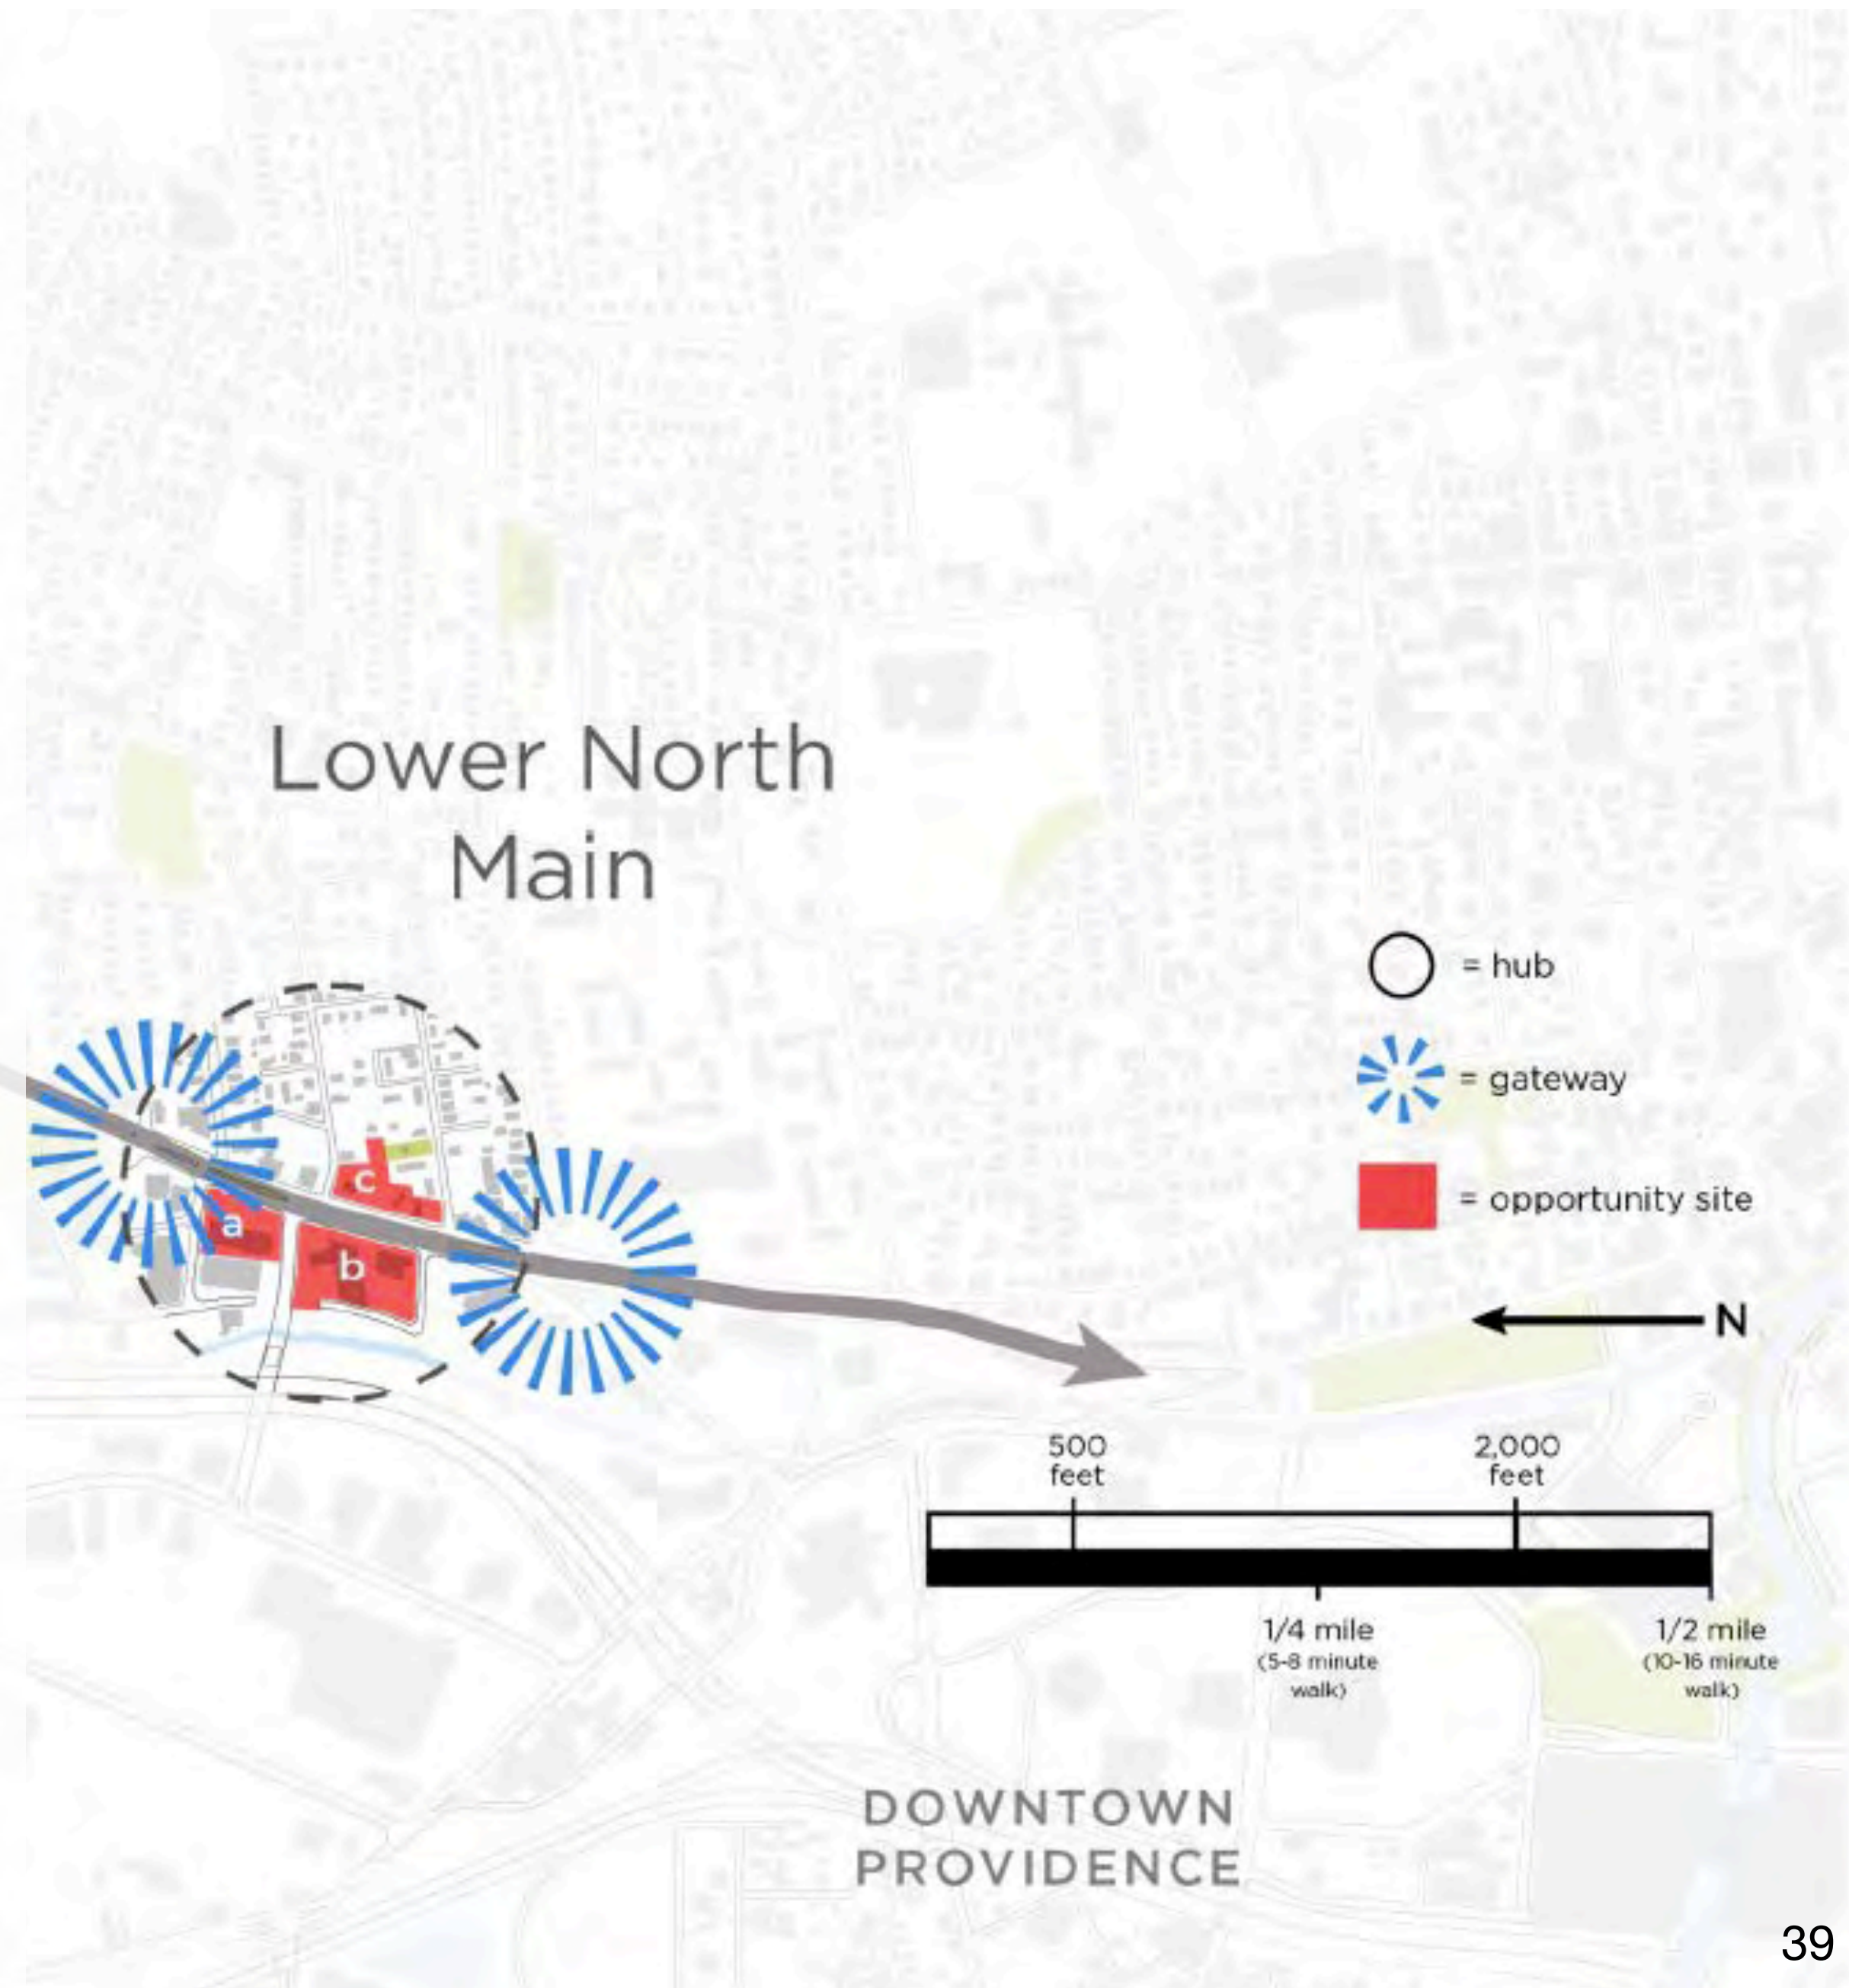 Lower North
Main
= hub
= gateway
= opportunity site
c
a
b
N
500
feet
2,000
feet
1/4 mile
(5-8 minute
walk)
1/2 mile
(10-16 minute
walk)
DOWNTOWN
PROVIDENCE
39